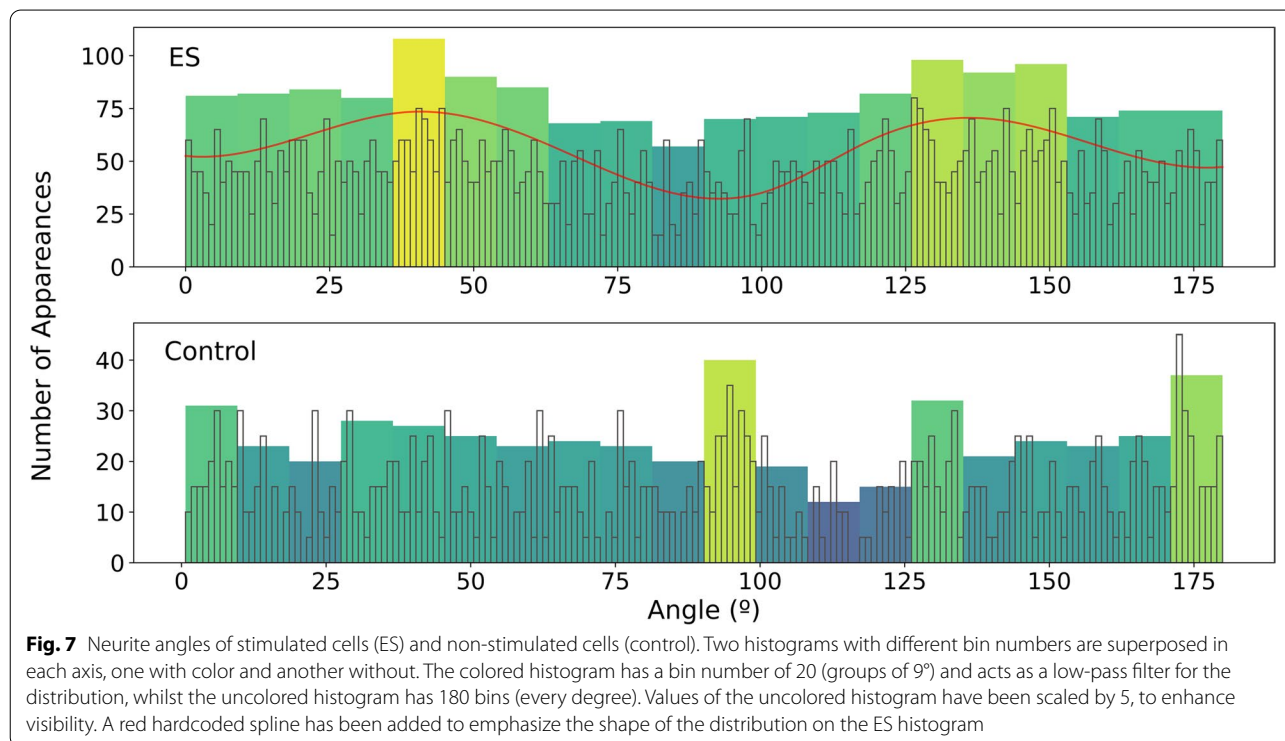 ES
100
75
50
25
0
0 25 50 75 100 125 150 175
Number of Appareances
Control
40
30
20
10
0
0 25 50 75 100 125 150 175
Angle (º)
Fig. 7 Neurite angles of stimulated cells (ES) and non-stimulated cells (control). Two histograms with different bin numbers are superposed in
each axis, one with color and another without. The colored histogram has a bin number of 20 (groups of 9°) and acts as a low-pass filter for the
distribution, whilst the uncolored histogram has 180 bins (every degree). Values of the uncolored histogram have been scaled by 5, to enhance
visibility. A red hardcoded spline has been added to emphasize the shape of the distribution on the ES histogram